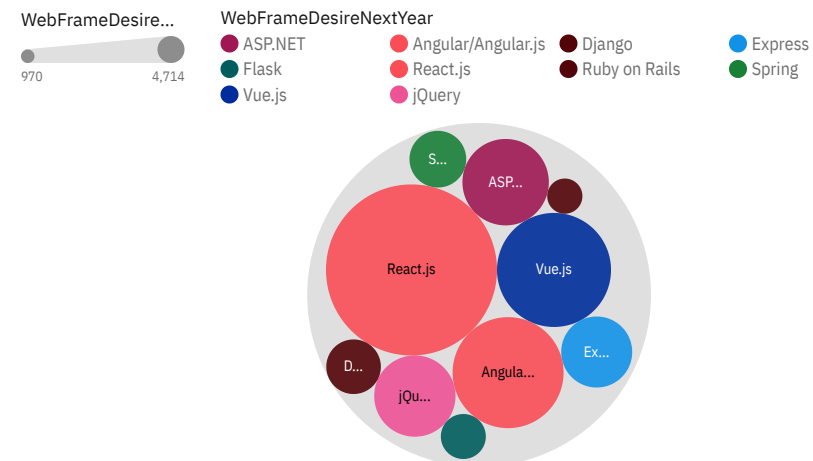 WebFrameDesire...
970 4,714
WebFrameDesireNextYear
ASP.NET Angular/Angular.js Django Express
Flask React.js Ruby on Rails Spring
Vue.js jQuery
S...
ASP...
React.js
Vue.js
Ex...
D...
Angula...
jQu...